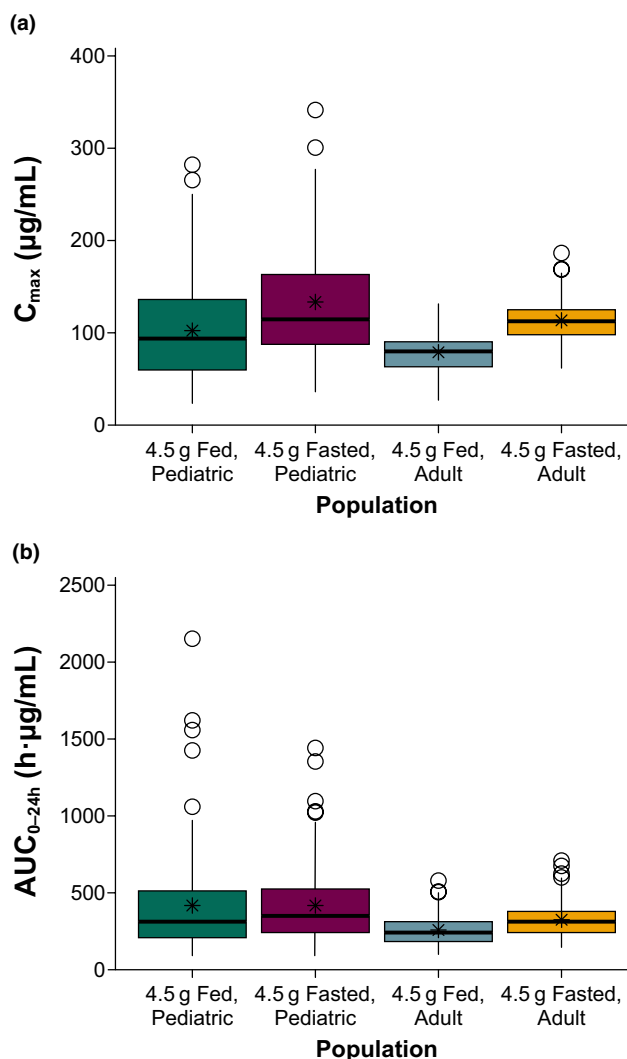 (a)
400
300
200
100
0
Cmax (µg/mL)
4.5 g Fed, 4.5 g Fasted, 4.5 g Fed, 4.5 g Fasted,
Pediatric Pediatric Adult Adult
Population
(b)
2500
2000
1500
1000
500
0
AUC0–24h (h·µg/mL)
4.5 g Fed, 4.5 g Fasted, 4.5 g Fed, 4.5 g Fasted,
Pediatric Pediatric Adult Adult
Population